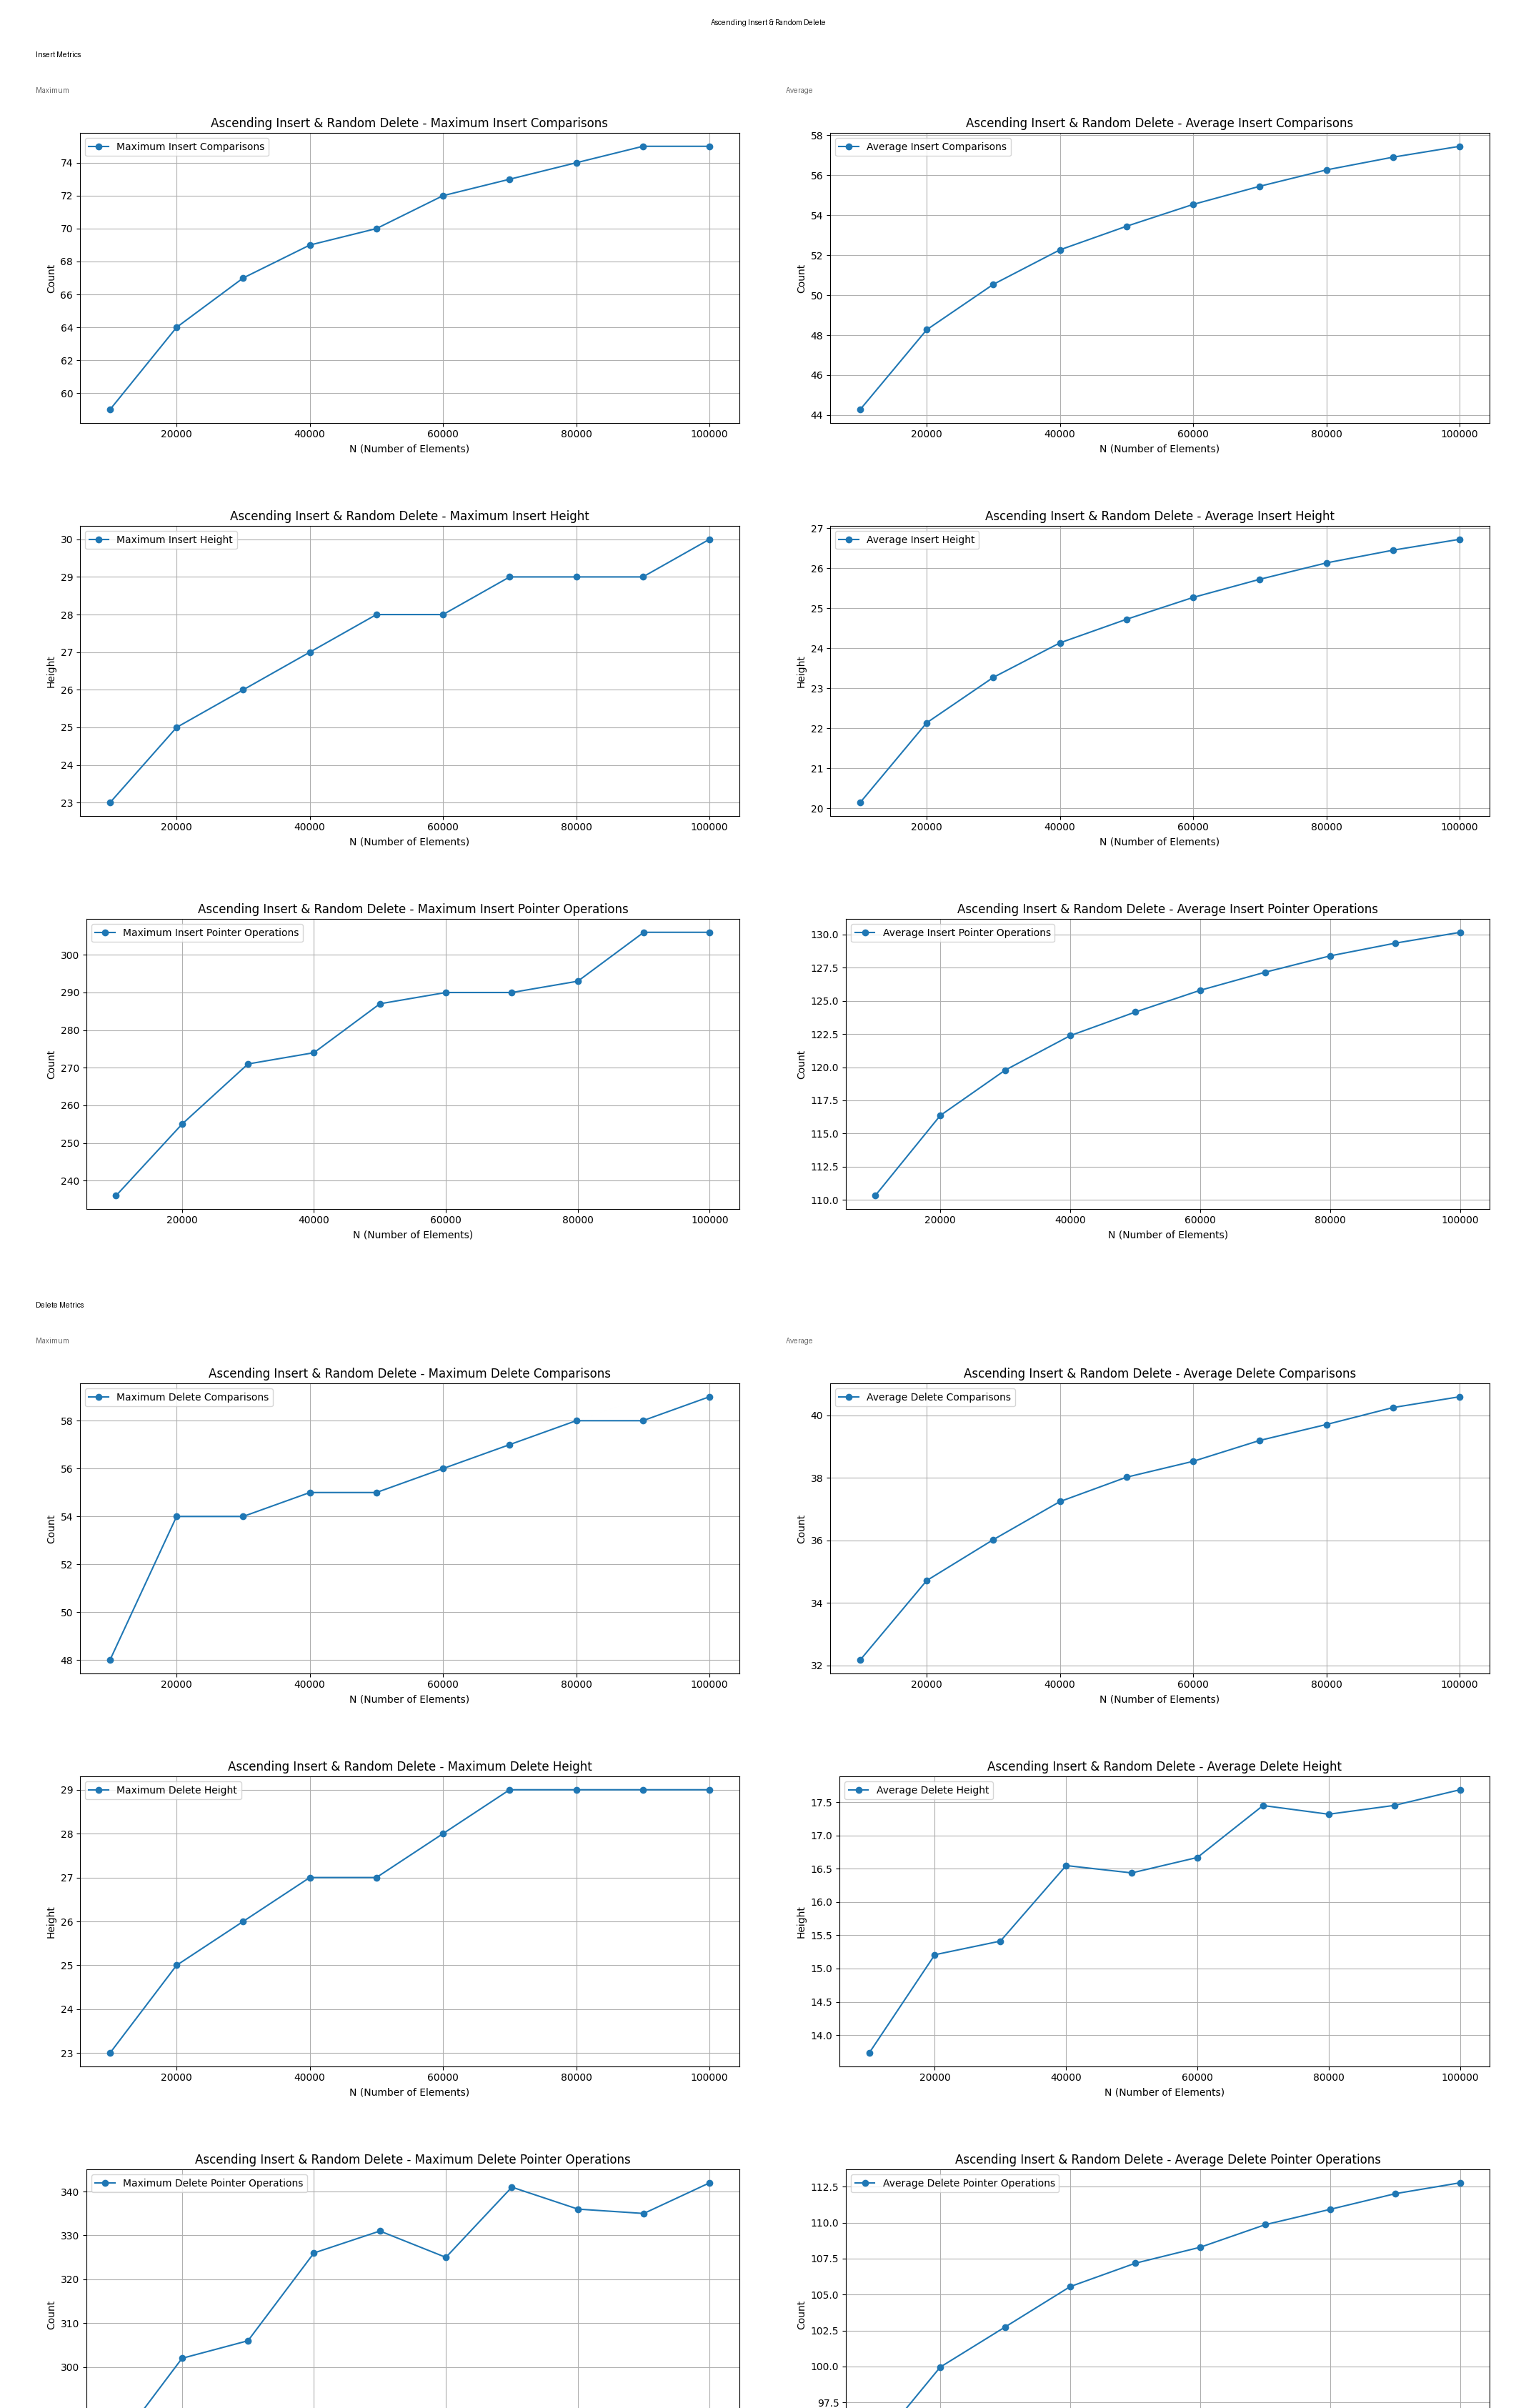 Ascending Insert & Random Delete
Insert Metrics
Maximum
Average
Ascending Insert & Random Delete - Maximum Insert Comparisons
Maximum Insert Comparisons
74
72
70
68
66
64
62
60
Count
20000 40000 60000 80000 100000
N (Number of Elements)
Ascending Insert & Random Delete - Average Insert Comparisons
Average Insert Comparisons
58
56
54
52
50
48
46
44
Count
20000 40000 60000 80000 100000
N (Number of Elements)
Ascending Insert & Random Delete - Maximum Insert Height
Maximum Insert Height
30
29
28
27
26
25
24
23
Height
20000 40000 60000 80000 100000
N (Number of Elements)
Ascending Insert & Random Delete - Average Insert Height
Average Insert Height
27
26
25
24
23
22
21
20
Height
20000 40000 60000 80000 100000
N (Number of Elements)
Ascending Insert & Random Delete - Maximum Insert Pointer Operations
Maximum Insert Pointer Operations
300
290
280
270
260
250
240
Count
20000 40000 60000 80000 100000
N (Number of Elements)
Ascending Insert & Random Delete - Average Insert Pointer Operations
Average Insert Pointer Operations
130.0
127.5
125.0
122.5
120.0
117.5
115.0
112.5
110.0
Count
20000 40000 60000 80000 100000
N (Number of Elements)
Delete Metrics
Maximum
Average
Ascending Insert & Random Delete - Maximum Delete Comparisons
Maximum Delete Comparisons
58
56
54
52
50
48
Count
20000 40000 60000 80000 100000
N (Number of Elements)
Ascending Insert & Random Delete - Average Delete Comparisons
Average Delete Comparisons
40
38
36
34
32
Count
20000 40000 60000 80000 100000
N (Number of Elements)
Ascending Insert & Random Delete - Maximum Delete Height
Maximum Delete Height
29
28
27
26
25
24
23
Height
20000 40000 60000 80000 100000
N (Number of Elements)
Ascending Insert & Random Delete - Average Delete Height
Average Delete Height
17.5
17.0
16.5
16.0
15.5
15.0
14.5
14.0
Height
20000 40000 60000 80000 100000
N (Number of Elements)
Ascending Insert & Random Delete - Maximum Delete Pointer Operations
Maximum Delete Pointer Operations
340
330
320
310
300
Count
Ascending Insert & Random Delete - Average Delete Pointer Operations
Average Delete Pointer Operations
112.5
110.0
107.5
105.0
102.5
100.0
97.5
Count